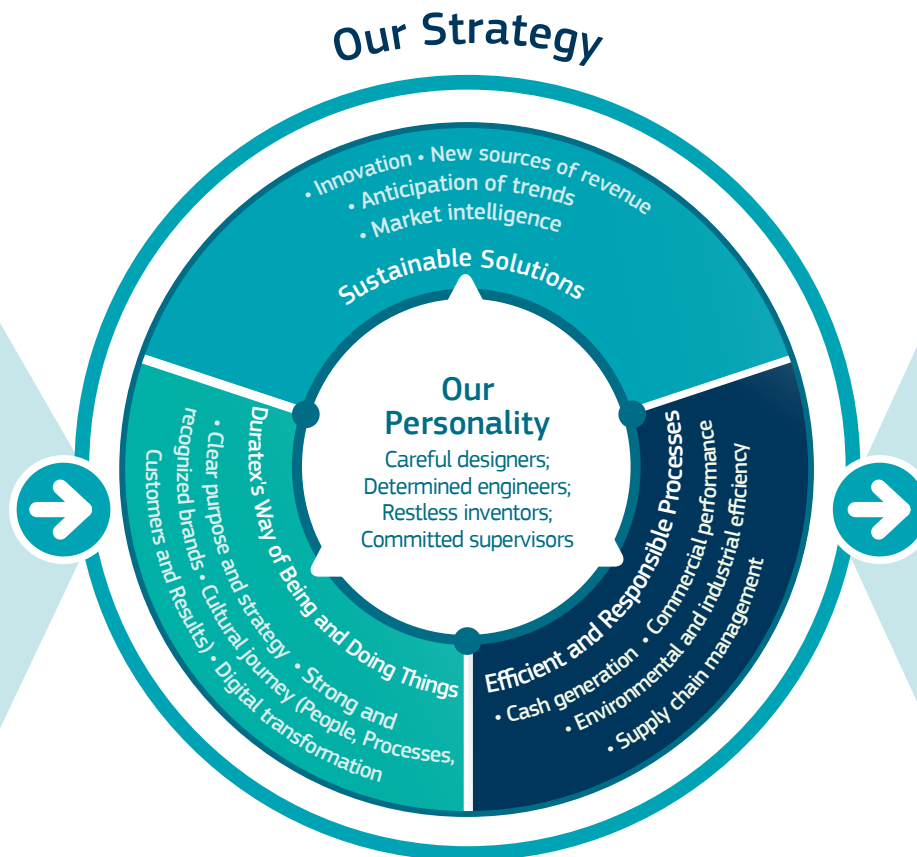 Our Strategy
• Innovation • New sources of revenue
• Anticipation of trends
• Market intelligence
Sustainable Solutions
Our
Personality
Careful designers;
Determined engineers;
Restless inventors;
Committed supervisors
Duratex's Way of Being and Doing Things
• Clear purpose and strategy • Strong and
recognized brands • Cultural journey (People, Processes,
Customers and Results) • Digital transformation
Efficient and Responsible Processes
• Cash generation • Commercial performance
• Environmental and industrial efficiency
• Supply chain management